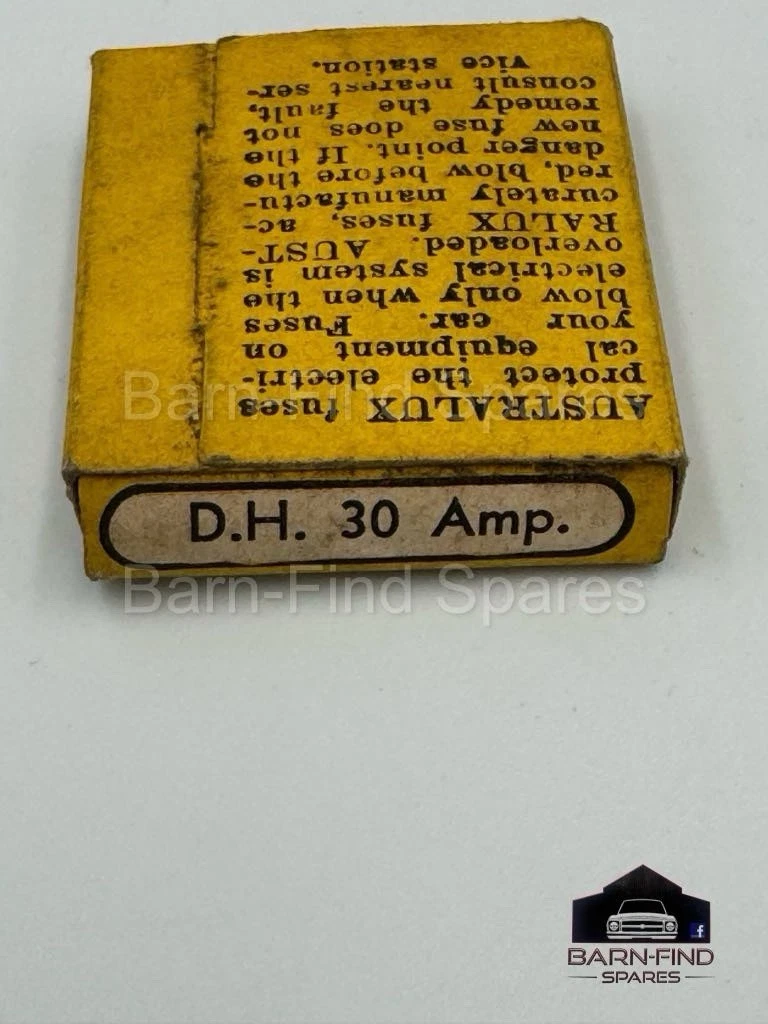 AUSTRALUX fuses
protect the electri-
cal equipment on
your car. Fuses
blow only when the
electrical system is
overloaded. AUST-
RALUX fuses, ac-
curately manufactu-
red, blow before the
danger point. If the
new fuse does not
remedy the fault,
consult nearest ser-
vice station.
D.H. 30 Amp.
Barn-Find Spares
Barn-Find Spares
f
BARN-FIND
SPARES